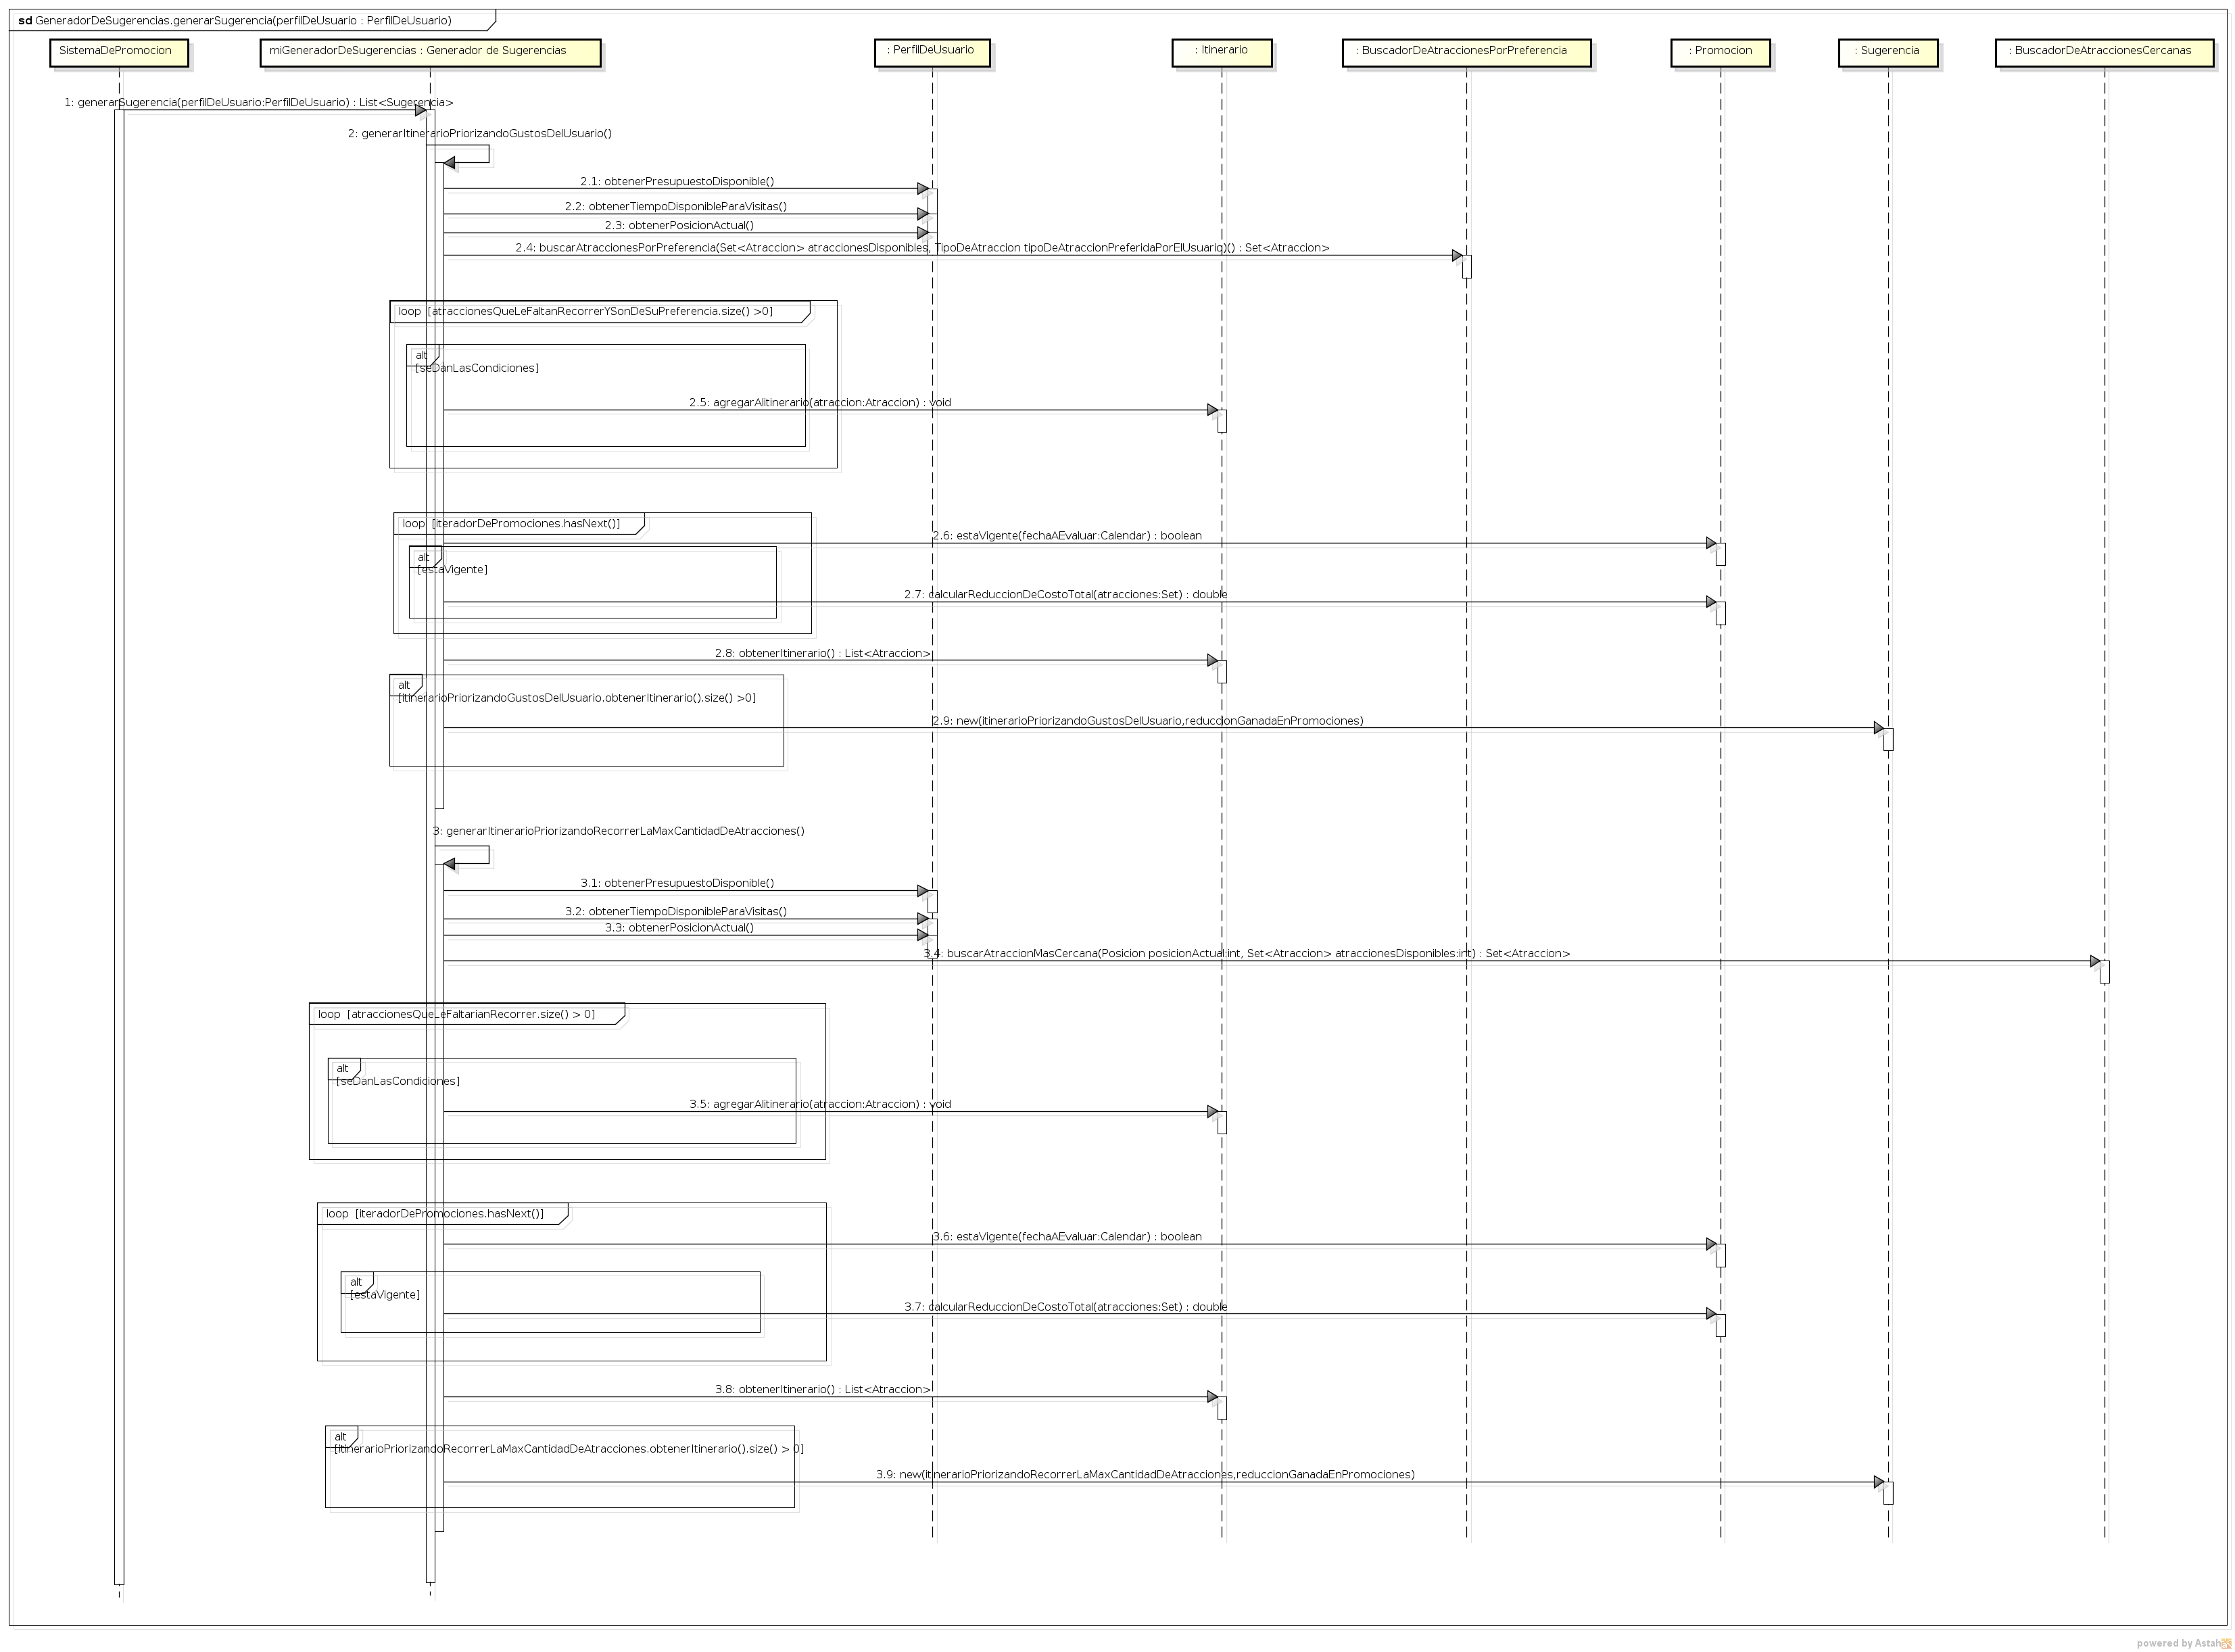 sd GeneradorDeSugerencias.generarSugerencia(perfilDeUsuario : PerfilDeUsuario)
SistemaDePromocion
miGeneradorDeSugerencias : Generador de Sugerencias
: PerfilDeUsuario
: Itinerario
: BuscadorDeAtraccionesPorPreferencia
: Promocion
: Sugerencia
: BuscadorDeAtraccionesCercanas
1: generarSugerencia(perfilDeUsuario:PerfilDeUsuario) : List<Sugerencia>
2: generarItinerarioPriorizandoGustosDelUsuario()
2.1: obtenerPresupuestoDisponible()
2.2: obtenerTiempoDisponibleParaVisitas()
2.3: obtenerPosicionActual()
2.4: buscarAtraccionesPorPreferencia(Set<Atraccion> atraccionesDisponibles, TipoDeAtraccion tipoDeAtraccionPreferidaPorElUsuario)() : Set<Atraccion>
loop [atraccionesQueLeFaltanRecorrerYSonDeSuPreferencia.size() >0]
alt
[seDanLasCondiciones]
2.5: agregarAlitinerario(atraccion:Atraccion) : void
loop [iteradorDePromociones.hasNext()]
2.6: estaVigente(fechaAEvaluar:Calendar) : boolean
alt
[estaVigente]
2.7: calcularReduccionDeCostoTotal(atracciones:Set) : double
2.8: obtenerItinerario() : List<Atraccion>
alt
[itinerarioPriorizandoGustosDelUsuario.obtenerItinerario().size() >0]
2.9: new(itinerarioPriorizandoGustosDelUsuario,reduccionGanadaEnPromociones)
3: generarItinerarioPriorizandoRecorrerLaMaxCantidadDeAtracciones()
3.1: obtenerPresupuestoDisponible()
3.2: obtenerTiempoDisponibleParaVisitas()
3.3: obtenerPosicionActual()
3.4: buscarAtraccionMasCercana(Posicion posicionActual:int, Set<Atraccion> atraccionesDisponibles:int) : Set<Atraccion>
loop [atraccionesQueLeFaltarianRecorrer.size() > 0]
alt
[seDanLasCondiciones]
3.5: agregarAlitinerario(atraccion:Atraccion) : void
loop [iteradorDePromociones.hasNext()]
3.6: estaVigente(fechaAEvaluar:Calendar) : boolean
alt
[estaVigente]
3.7: calcularReduccionDeCostoTotal(atracciones:Set) : double
3.8: obtenerItinerario() : List<Atraccion>
alt
[itinerarioPriorizandoRecorrerLaMaxCantidadDeAtracciones.obtenerItinerario().size() > 0]
3.9: new(itinerarioPriorizandoRecorrerLaMaxCantidadDeAtracciones,reduccionGanadaEnPromociones)
powered by Astah